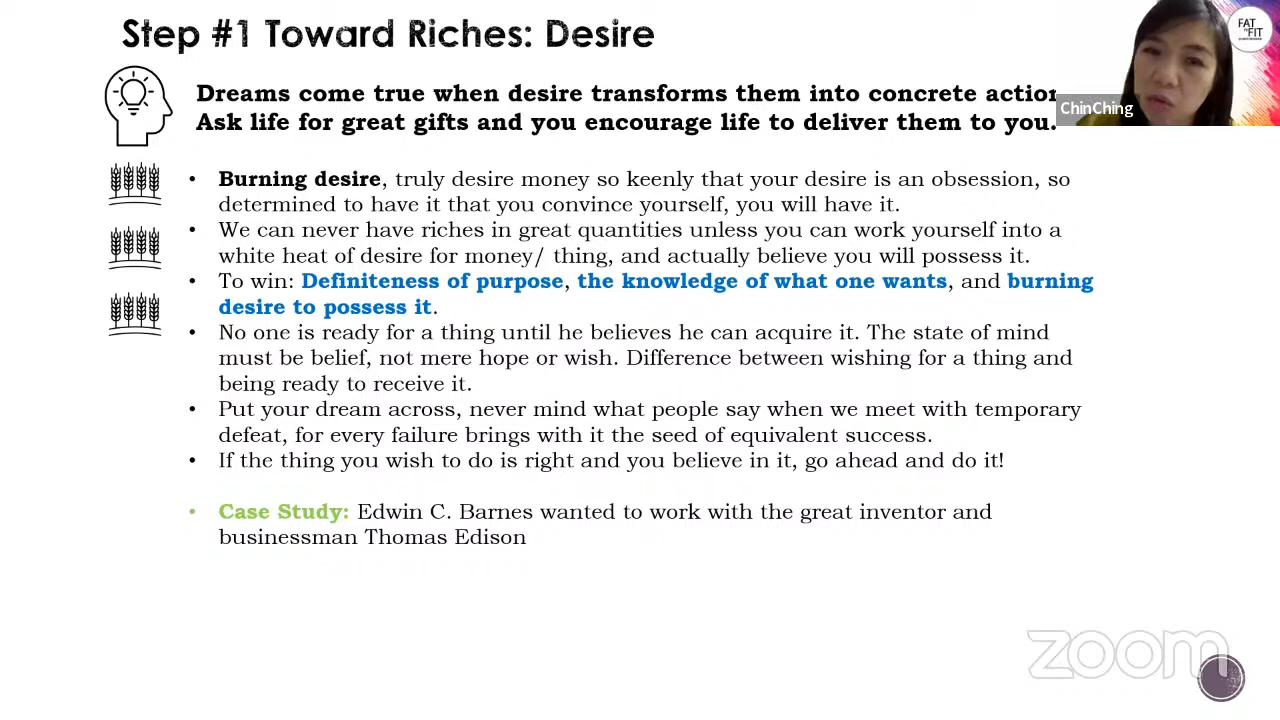 Step #1 Toward Riches: Desire
FAT
FIT
Dreams come true when desire transforms them into concrete action
ChinChing
Ask life for great gifts and you encourage life to deliver them to you.
• Burning desire, truly desire money so keenly that your desire is an obsession, so
determined to have it that you convince yourself, you will have it.
• We can never have riches in great quantities unless you can work yourself into a
white heat of desire for money/ thing, and actually believe you will possess it.
• To win: Definiteness of purpose, the knowledge of what one wants, and burning
desire to possess it.
• No one is ready for a thing until he believes he can acquire it. The state of mind
must be belief, not mere hope or wish. Difference between wishing for a thing and
being ready to receive it.
• Put your dream across, never mind what people say when we meet with temporary
defeat, for every failure brings with it the seed of equivalent success.
• If the thing you wish to do is right and you believe in it, go ahead and do it!
• Case Study: Edwin C. Barnes wanted to work with the great inventor and
businessman Thomas Edison
zoom